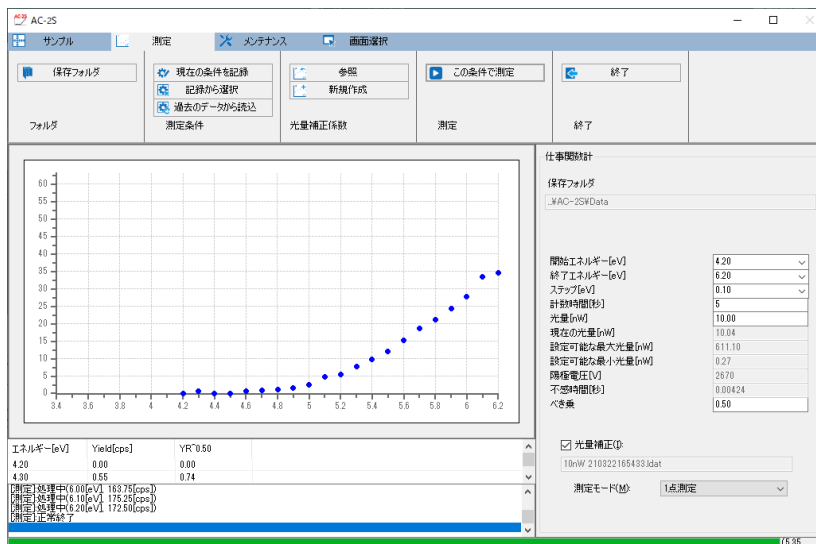 AC-2S
サンプル 測定 メンテナンス 画面選択
保存フォルダ
フォルダ
現在の条件を記録
記録から選択
過去のデータから読込
測定条件
参照
新規作成
光量補正係数
この条件で測定
測定
終了
終了
60
55
50
45
40
35
30
25
20
15
10
5
0
3.4 3.6 3.8 4 4.2 4.4 4.6 4.8 5 5.2 5.4 5.6 5.8 6 6.2
エネルギー[eV] Yield[cps] YR^0.50
4.20 0.00 0.00
4.30 0.55 0.74
[測定]:処理中(6.00[eV], 163.75[cps])
[測定]:処理中(6.10[eV], 175.25[cps])
[測定]:処理中(6.20[eV], 172.50[cps])
[測定]:正常終了
仕事関数計
保存フォルダ
..¥AC-2S¥Data
開始エネルギー[eV] 4.20
終了エネルギー[eV] 6.20
ステップ[eV] 0.10
計数時間[秒] 5
光量[nW] 10.00
現在の光量[nW] 10.04
設定可能な最大光量[nW] 611.10
設定可能な最小光量[nW] 0.27
陽極電圧[V] 2670
不感時間[秒] 0.00424
べき乗 0.50
光量補正(I):
10nW 210322165433.ldat
測定モード(M): 1点測定
(5.35